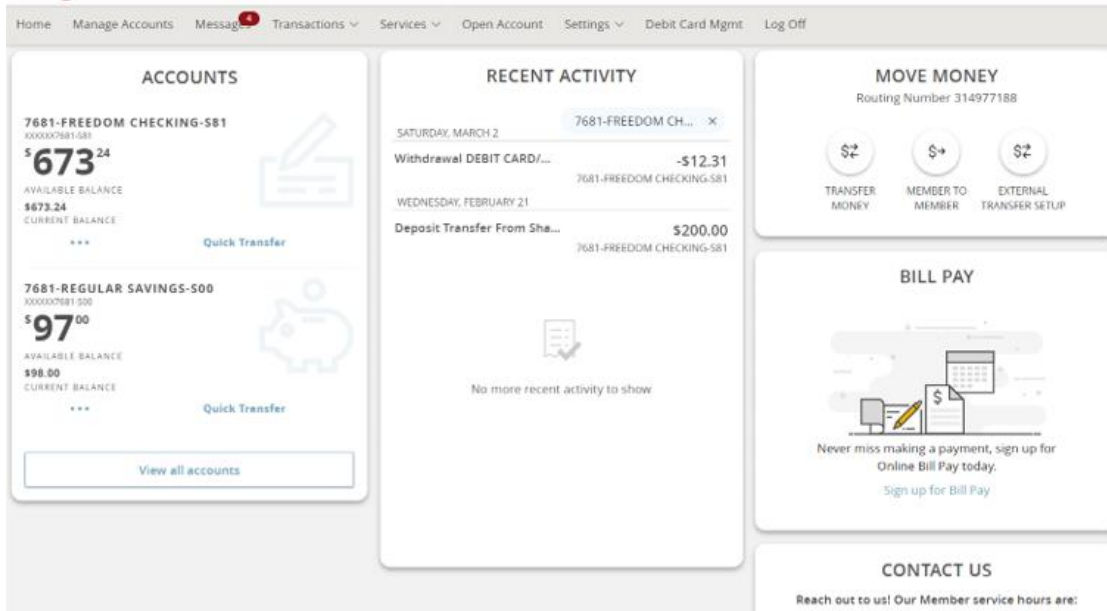 Home Manage Accounts Messages 4 Transactions Services Open Account Settings Debit Card Mgmt Log Off
ACCOUNTS
7681-FREEDOM CHECKING-S81
XXXXXX7681-S81
$673 24
AVAILABLE BALANCE
$673.24
CURRENT BALANCE
... Quick Transfer
7681-REGULAR SAVINGS-S00
XXXXXX7681-S00
$97 00
AVAILABLE BALANCE
$98.00
CURRENT BALANCE
... Quick Transfer
View all accounts
RECENT ACTIVITY
7681-FREEDOM CH... ×
SATURDAY, MARCH 2
Withdrawal DEBIT CARD/... -$12.31
7681-FREEDOM CHECKING-S81
WEDNESDAY, FEBRUARY 21
Deposit Transfer From Sha... $200.00
7681-FREEDOM CHECKING-S81
No more recent activity to show
MOVE MONEY
Routing Number 314977188
TRANSFER MEMBER TO EXTERNAL
MONEY MEMBER TRANSFER SETUP
BILL PAY
Never miss making a payment, sign up for
Online Bill Pay today.
Sign up for Bill Pay
CONTACT US
Reach out to us! Our Member service hours are: